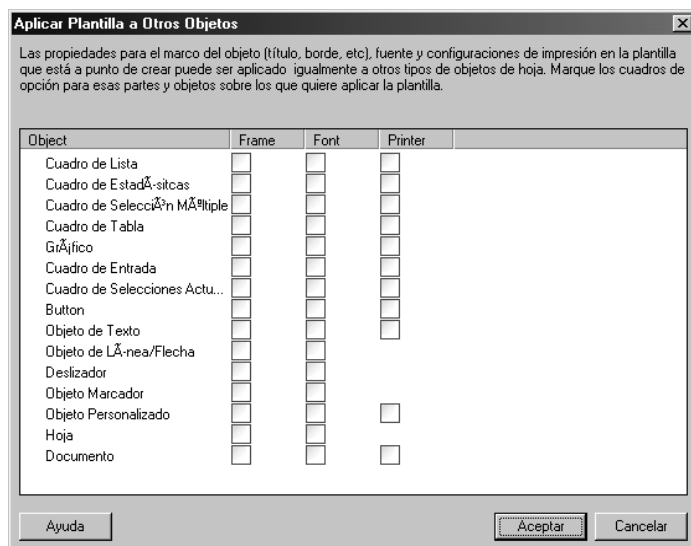 Aplicar Plantilla a Otros Objetos
Las propiedades para el marco del objeto (título, borde, etc), fuente y configuraciones de impresión en la plantilla
que está a punto de crear puede ser aplicado  igualmente a otros tipos de objetos de hoja. Marque los cuadros de
opción para esas partes y objetos sobre los que quiere aplicar la plantilla.
Object Frame Font Printer
Cuadro de Lista
Cuadro de EstadÃ-sitcas
Cuadro de SelecciÃ³n MÃºltiple
Cuadro de Tabla
GrÃ¡fico
Cuadro de Entrada
Cuadro de Selecciones Actu...
Button
Objeto de Texto
Objeto de LÃ-nea/Flecha
Deslizador
Objeto Marcador
Objeto Personalizado
Hoja
Documento
Ayuda Aceptar Cancelar